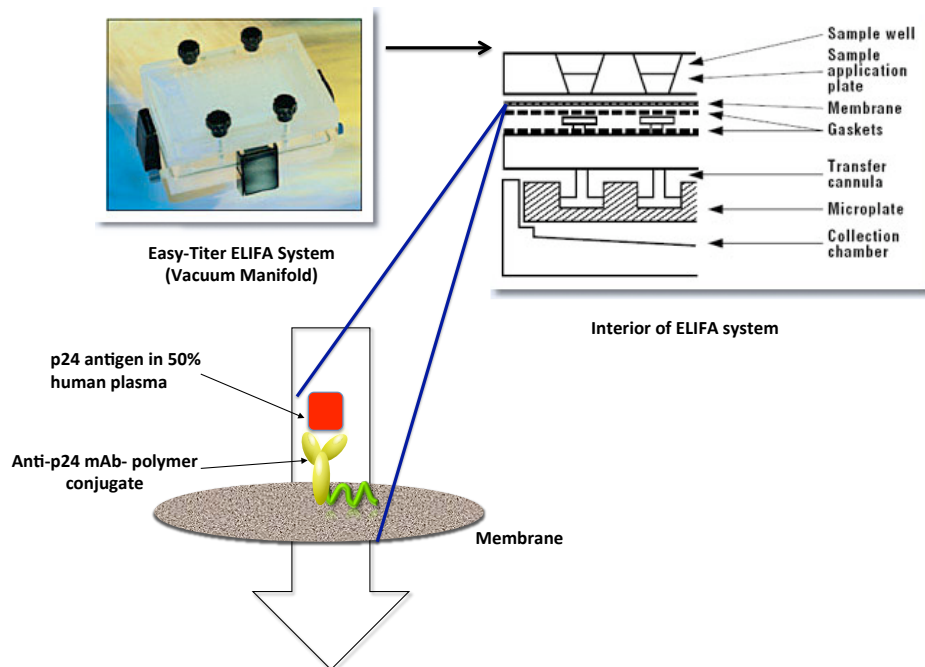 Sample well
Sample
application
plate
Membrane
Gaskets
Transfer
cannula
Microplate
Collection
chamber
Easy-Titer ELIFA System
(Vacuum Manifold)
Interior of ELIFA system
p24 antigen in 50%
human plasma
Anti-p24 mAb- polymer
conjugate
Membrane